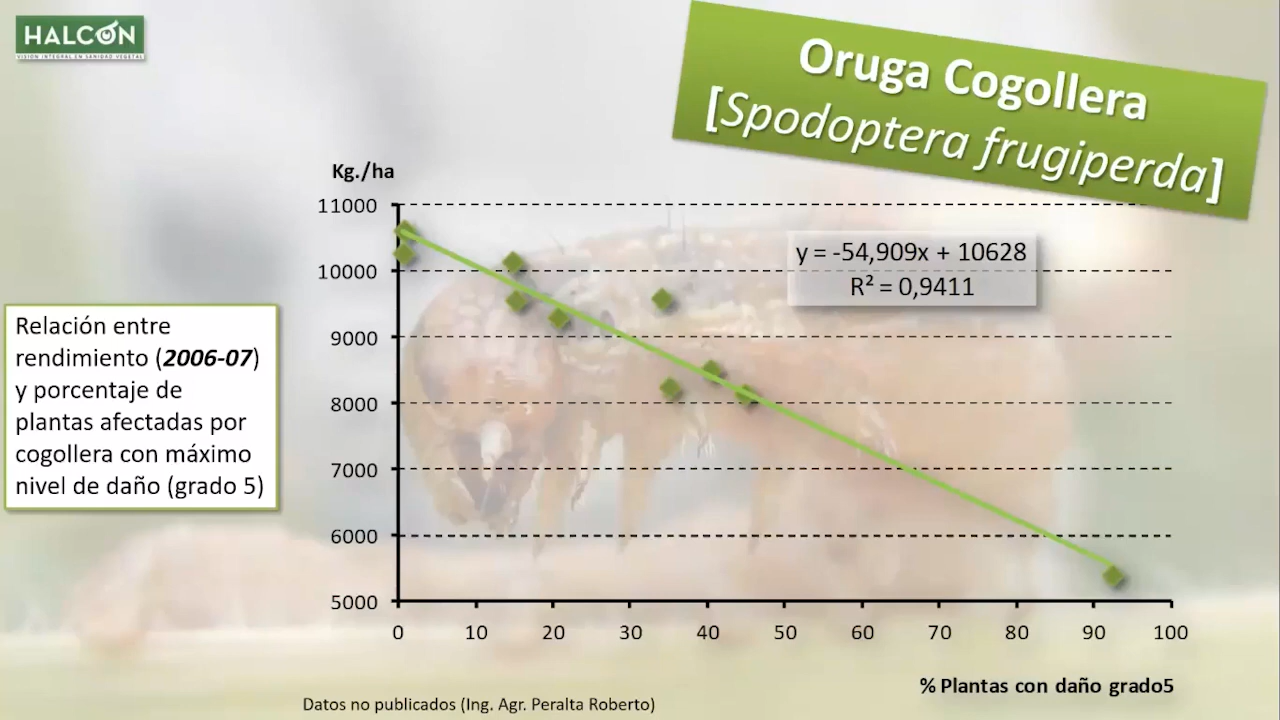 HALCÓN
VISIÓN INTEGRAL EN SANIDAD VEGETAL
Oruga Cogollera
[Spodoptera frugiperda]
Kg./ha
11000
10000
9000
8000
7000
6000
5000
y = -54,909x + 10628
R² = 0,9411
Relación entre
rendimiento (2006-07)
y porcentaje de
plantas afectadas por
cogollera con máximo
nivel de daño (grado 5)
0 10 20 30 40 50 60 70 80 90 100
% Plantas con daño grado5
Datos no publicados (Ing. Agr. Peralta Roberto)